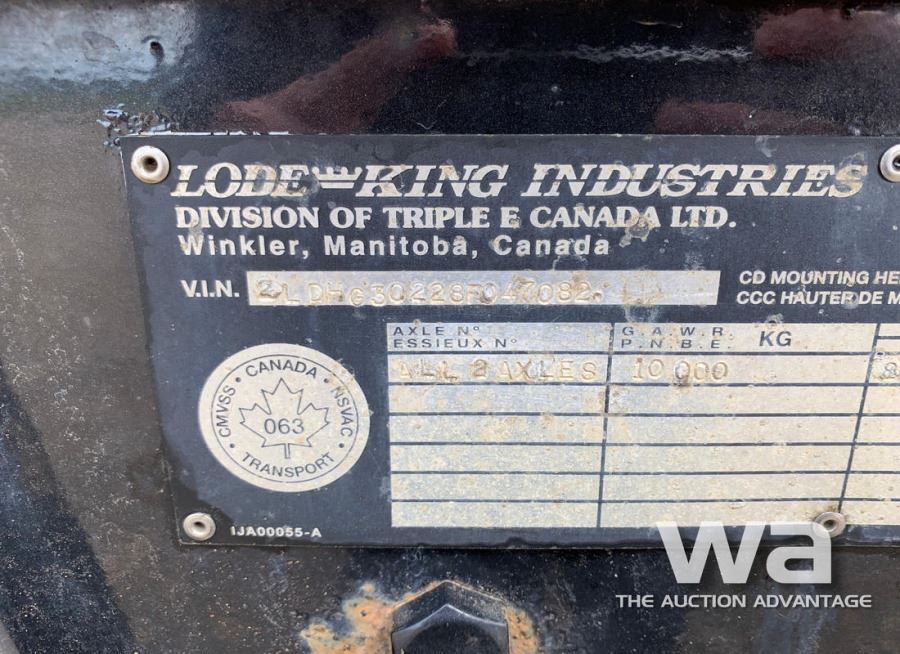 LODE KING INDUSTRIES
DIVISION OF TRIPLE E CANADA LTD.
Winkler, Manitoba, Canada
V.I.N. 2LDHG30228F047082
CD MOUNTING HE
CCC HAUTER DE M
AXLE Nº
ESSIEUX Nº
G.A.W.R.
P.N.B.E. KG
ALL 2 AXLES 10 000
CMVSS · CANADA · NSVAC
063
TRANSPORT
1JA00055-A
wa
THE AUCTION ADVANTAGE